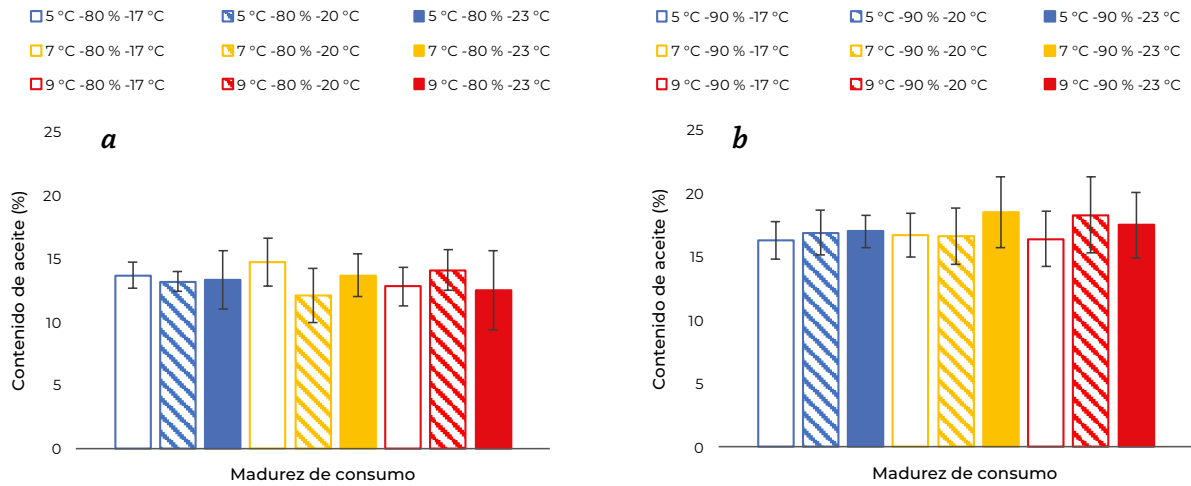 5 °C -80 % -17 °C 5 °C -80 % -20 °C 5 °C -80 % -23 °C
7 °C -80 % -17 °C 7 °C -80 % -20 °C 7 °C -80 % -23 °C
9 °C -80 % -17 °C 9 °C -80 % -20 °C 9 °C -80 % -23 °C
a
Contenido de aceite (%)
25
20
15
10
5
0
Madurez de consumo
5 °C -90 % -17 °C 5 °C -90 % -20 °C 5 °C -90 % -23 °C
7 °C -90 % -17 °C 7 °C -90 % -20 °C 7 °C -90 % -23 °C
9 °C -90 % -17 °C 9 °C -90 % -20 °C 9 °C -90 % -23 °C
b
Contenido de aceite (%)
25
20
15
10
5
0
Madurez de consumo